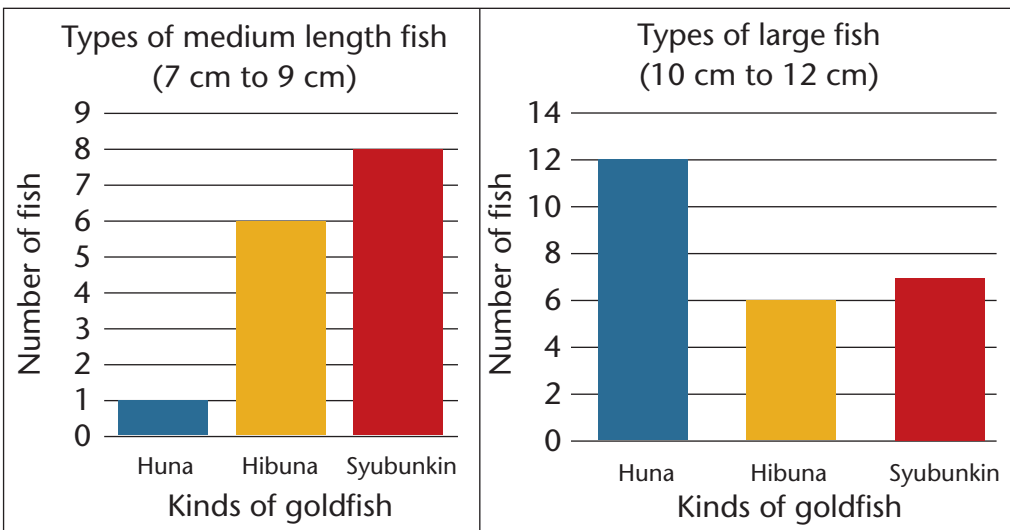 Types of medium length fish
(7 cm to 9 cm)
Number of fish
9
8
7
6
5
4
3
2
1
0
Huna Hibuna Syubunkin
Kinds of goldfish
Types of large fish
(10 cm to 12 cm)
Number of fish
14
12
10
8
6
4
2
0
Huna Hibuna Syubunkin
Kinds of goldfish